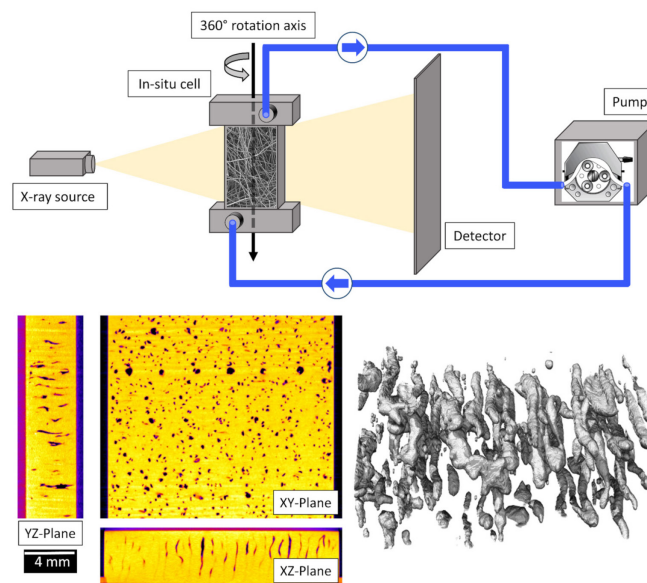 360° rotation axis
In-situ cell
Pump
X-ray source
Detector
YZ-Plane
4 mm
XY-Plane
XZ-Plane